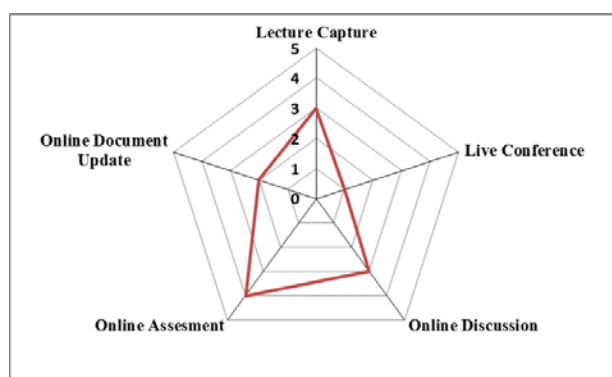 Lecture Capture
5
4
3
2
1
0
Live Conference
Online Document
Update
Online Assesment
Online Discussion